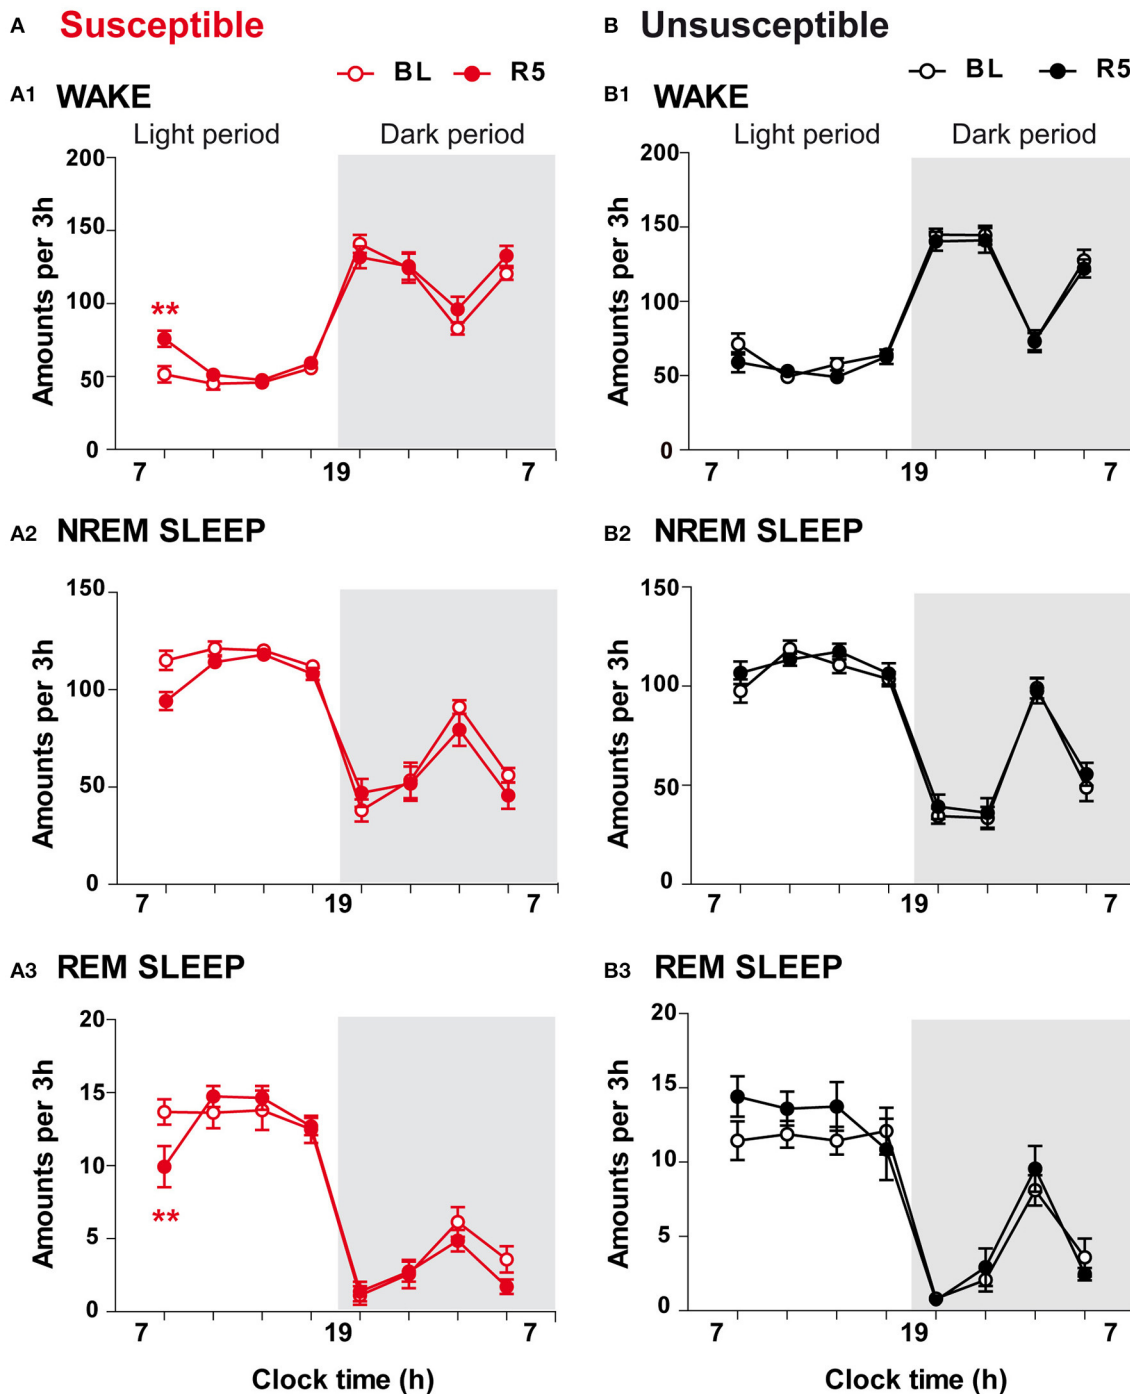 A Susceptible
BL R5
A1 WAKE
Light period Dark period
200
150
100
50
0
Amounts per 3h
**
7 19 7
A2 NREM SLEEP
150
100
50
0
Amounts per 3h
7 19 7
A3 REM SLEEP
20
15
10
5
0
Amounts per 3h
**
7 19 7
Clock time (h)
B Unsusceptible
BL R5
B1 WAKE
Light period Dark period
200
150
100
50
0
Amounts per 3h
7 19 7
B2 NREM SLEEP
150
100
50
0
Amounts per 3h
7 19 7
B3 REM SLEEP
20
15
10
5
0
Amounts per 3h
7 19 7
Clock time (h)